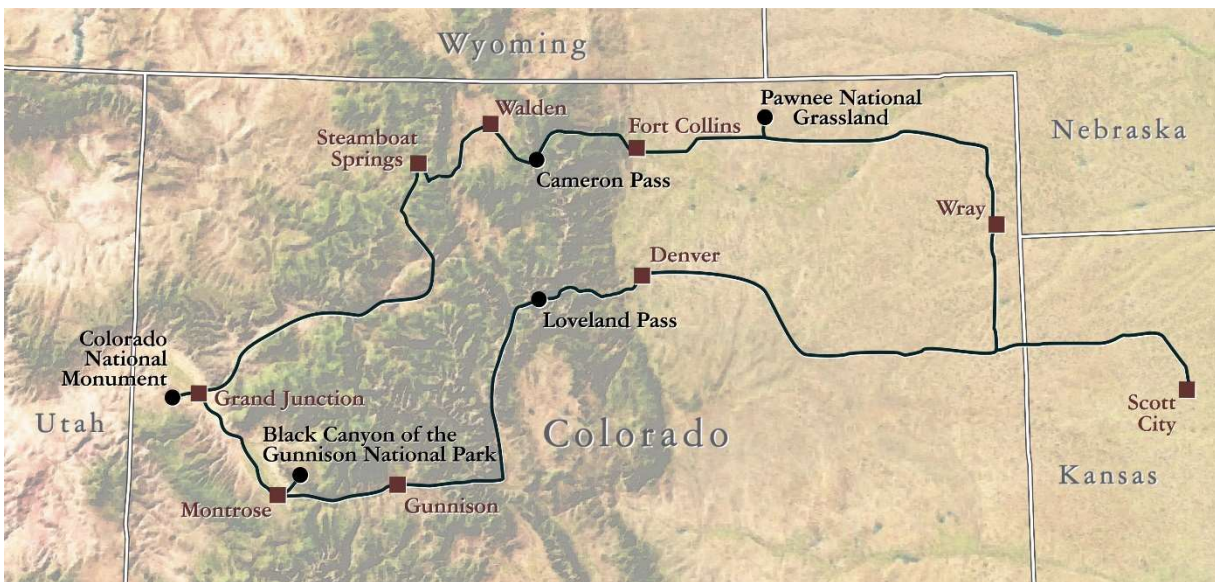 Wyoming
Walden
Pawnee National
Grassland
Fort Collins
Nebraska
Steamboat
Springs
Cameron Pass
Wray
Denver
Loveland Pass
Colorado
National
Monument
Grand Junction
Utah
Scott
City
Black Canyon of the
Gunnison National Park
Colorado
Kansas
Montrose
Gunnison